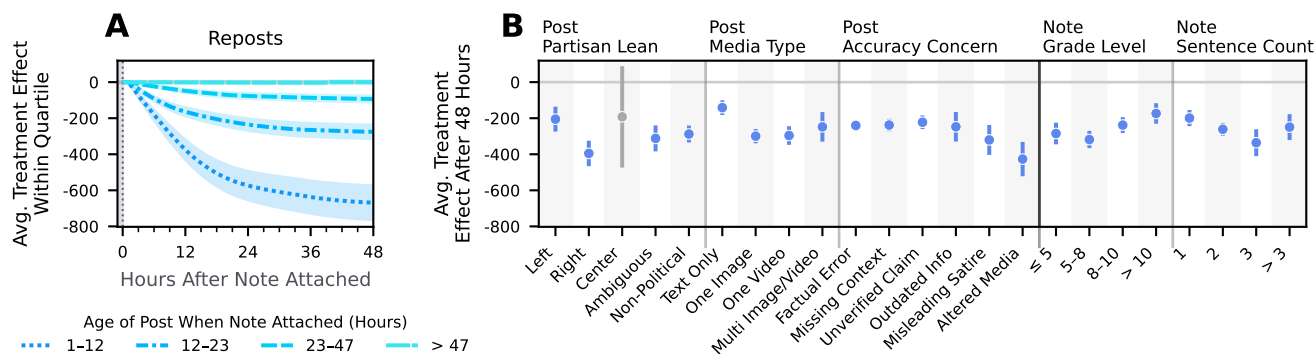 A
Reposts
Avg. Treatment Effect
Within Quartile
0
-200
-400
-600
-800
0
12
24
36
48
Hours After Note Attached
Age of Post When Note Attached (Hours)
1–12
12–23
23–47
> 47
B
Post
Partisan Lean
Post
Media Type
Post
Accuracy Concern
Note
Grade Level
Note
Sentence Count
Avg. Treatment
Effect After 48 Hours
0
-200
-400
-600
-800
Left
Right
Center
Ambiguous
Non-Political
Text Only
One Image
One Video
Multi Image/Video
Factual Error
Missing Context
Unverified Claim
Outdated Info
Misleading Satire
Altered Media
≤ 5
5–8
8–10
> 10
1
2
3
> 3